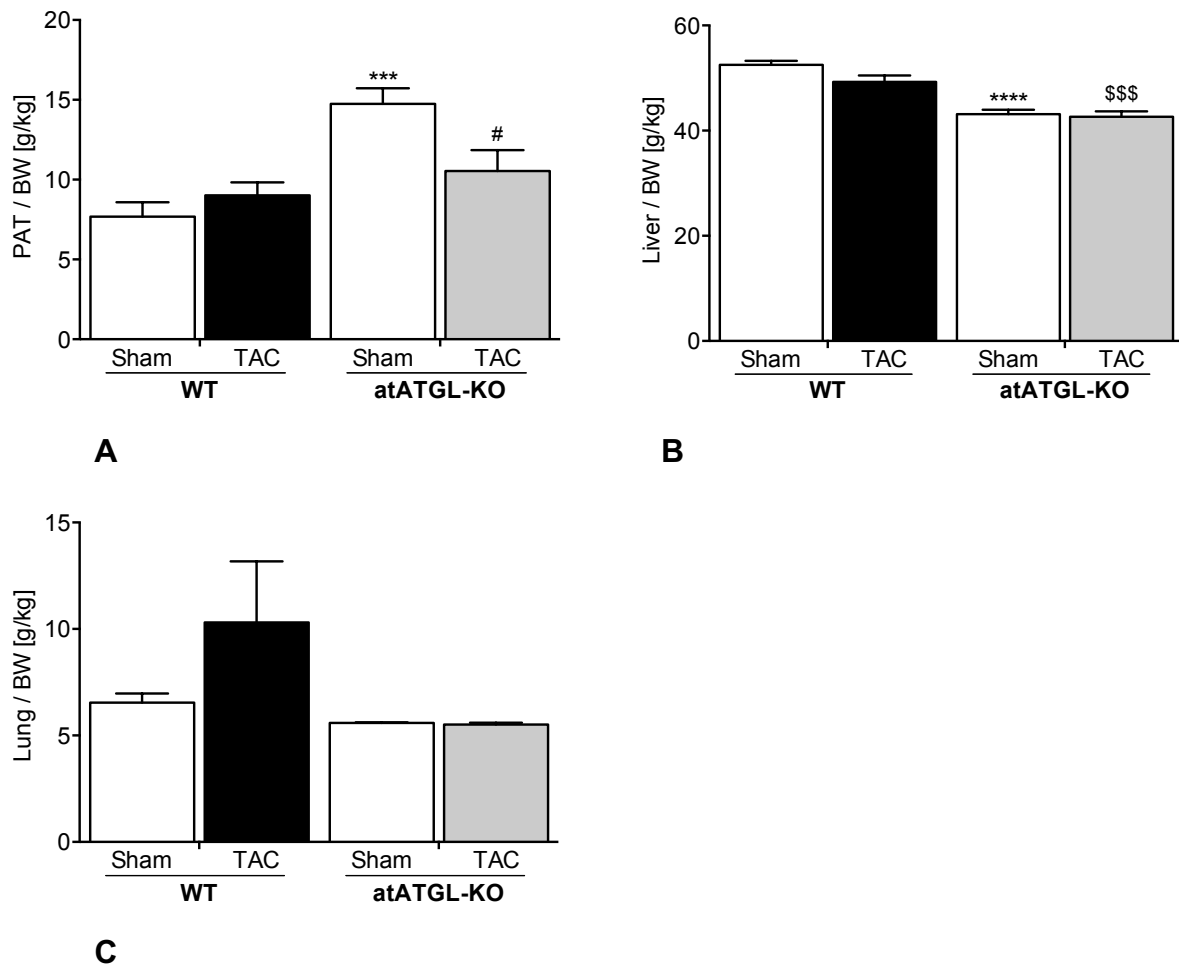 20
15
10
5
0
PAT / BW [g/kg]
***
#
Sham TAC Sham TAC
WT atATGL-KO
A
60
40
20
0
Liver / BW [g/kg]
****
$$$
Sham TAC Sham TAC
WT atATGL-KO
B
15
10
5
0
Lung / BW [g/kg]
Sham TAC Sham TAC
WT atATGL-KO
C